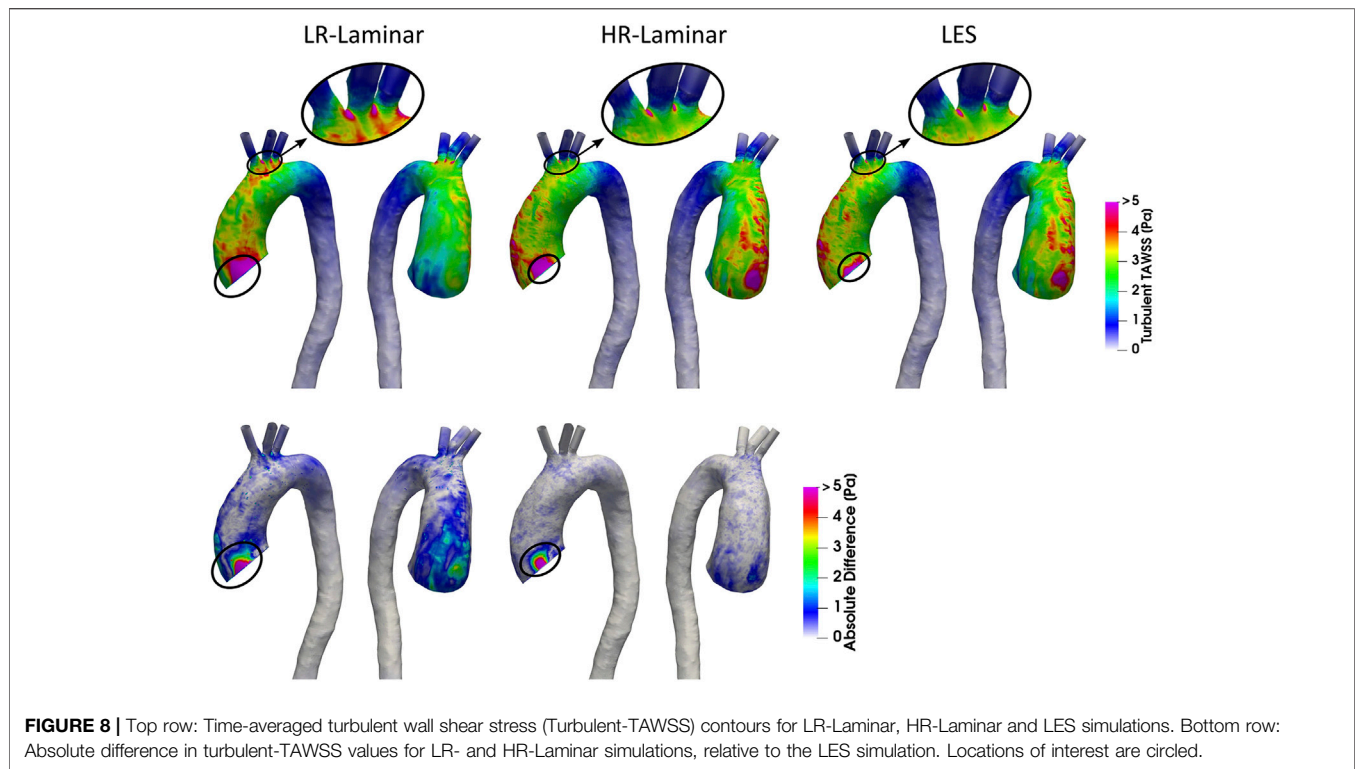 LR-Laminar
HR-Laminar
LES
>5
4
3
2
1
0
Turbulent TAWSS (Pa)
>5
4
3
2
1
0
Absolute Difference (Pa)
FIGURE 8 | Top row: Time-averaged turbulent wall shear stress (Turbulent-TAWSS) contours for LR-Laminar, HR-Laminar and LES simulations. Bottom row:
Absolute difference in turbulent-TAWSS values for LR- and HR-Laminar simulations, relative to the LES simulation. Locations of interest are circled.